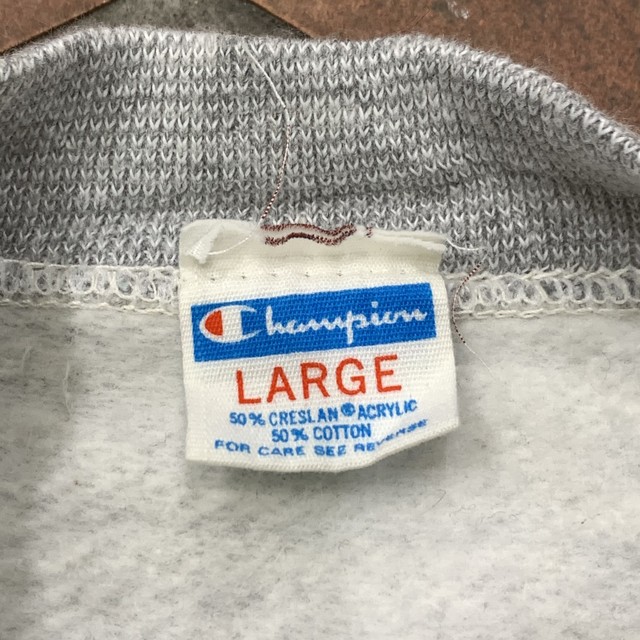 Champion
LARGE
50% CRESLAN® ACRYLIC
50% COTTON
FOR CARE SEE REVERSE